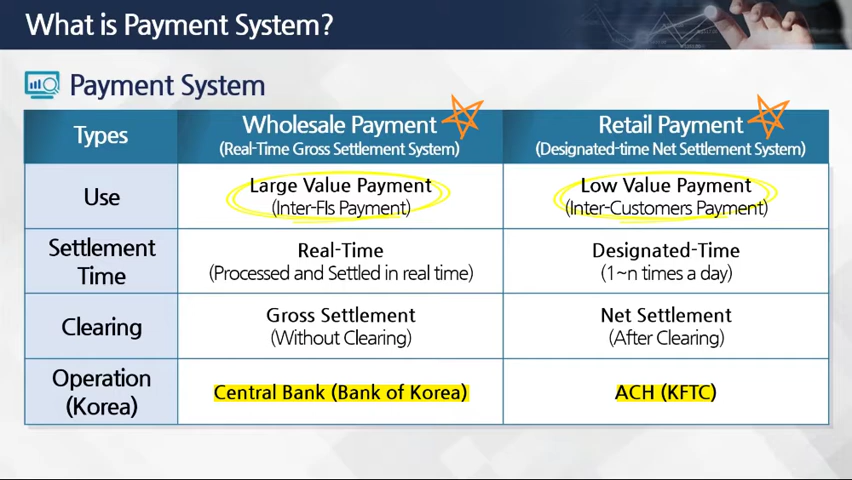 What is Payment System?
Payment System
Types
Wholesale Payment
(Real-Time Gross Settlement System)
Retail Payment
(Designated-time Net Settlement System)
Use
Large Value Payment
(Inter-FIs Payment)
Low Value Payment
(Inter-Customers Payment)
Settlement
Time
Real-Time
(Processed and Settled in real time)
Designated-Time
(1~n times a day)
Clearing
Gross Settlement
(Without Clearing)
Net Settlement
(After Clearing)
Operation
(Korea)
Central Bank (Bank of Korea)
ACH (KFTC)